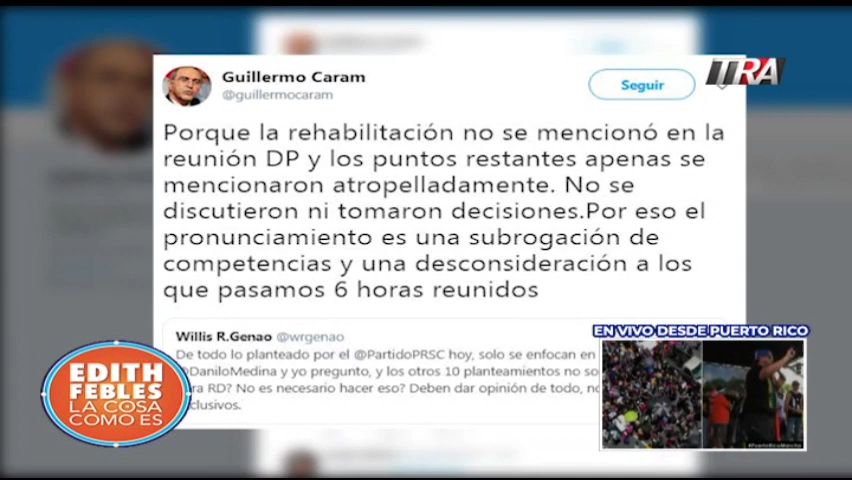 Guillermo Caram
@guillermocaram
Seguir
TRA
Porque la rehabilitación no se mencionó en la
reunión DP y los puntos restantes apenas se
mencionaron atropelladamente. No se
discutieron ni tomaron decisiones.Por eso el
pronunciamiento es una subrogación de
competencias y una desconsideración a los
que pasamos 6 horas reunidos
Willis R.Genao @wrgenao
De todo lo planteado por el @PartidoPRSC hoy, solo se enfocan en
@DaniloMedina y yo pregunto, y los otros 10 planteamientos no so
ra RD? No es necesario hacer eso? Deben dar opinión de todo, no
clusivos.
EDITH
FEBLES
LA COSA
COMO ES
EN VIVO DESDE PUERTO RICO
#PuertoRicoMarcha